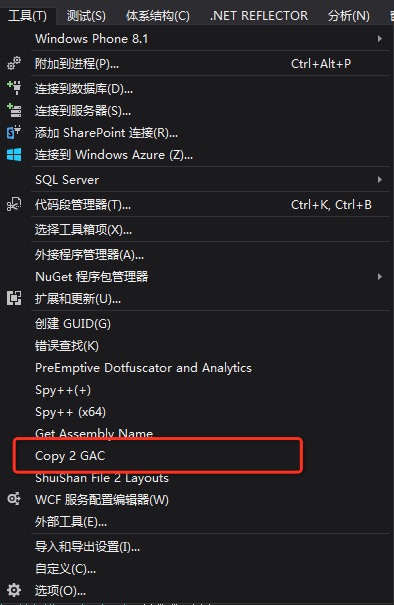 工具(T) 测试(S) 体系结构(C) .NET REFLECTOR 分析(N)
Windows Phone 8.1
附加到进程(P)... Ctrl+Alt+P
连接到数据库(D)...
连接到服务器(S)...
添加 SharePoint 连接(R)...
连接到 Windows Azure (Z)...
SQL Server
代码段管理器(T)... Ctrl+K, Ctrl+B
选择工具箱项(X)...
外接程序管理器(A)...
NuGet 程序包管理器
扩展和更新(U)...
创建 GUID(G)
错误查找(K)
PreEmptive Dotfuscator and Analytics
Spy++(+)
Spy++ (x64)
Get Assembly Name
Copy 2 GAC
ShuiShan File 2 Layouts
WCF 服务配置编辑器(W)
外部工具(E)...
导入和导出设置(I)...
自定义(C)...
选项(O)...